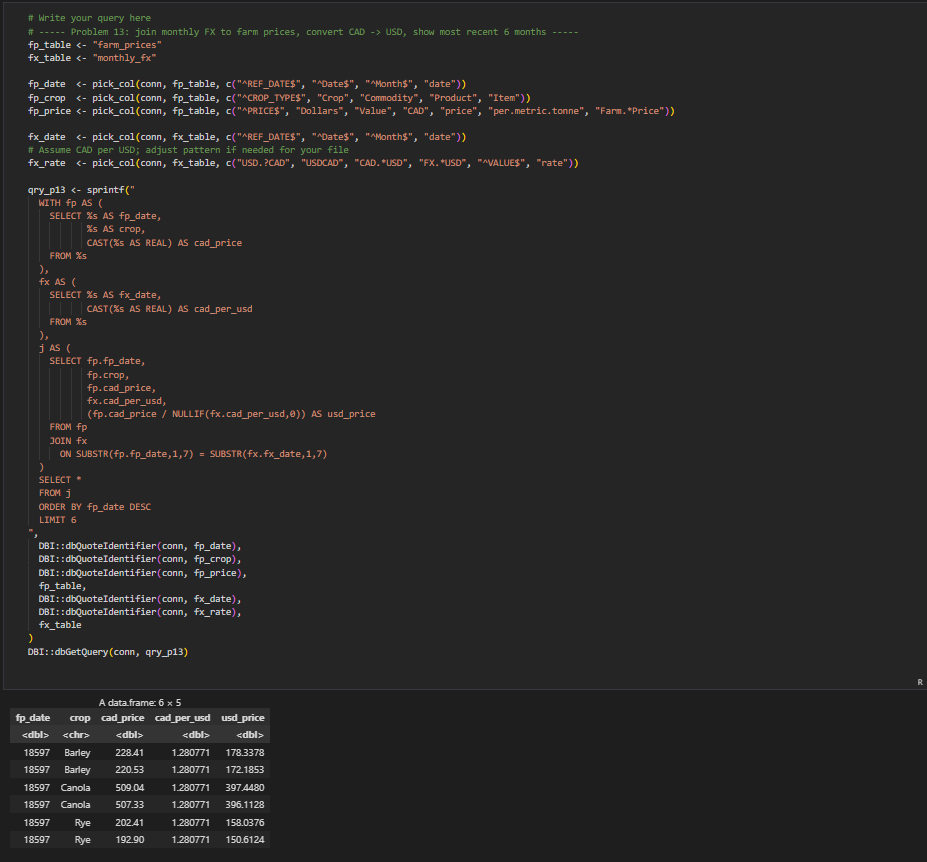 # Write your query here
# ----- Problem 13: join monthly FX to farm prices, convert CAD -> USD, show most recent 6 months -----
fp_table <- "farm_prices"
fx_table <- "monthly_fx"
fp_date  <- pick_col(conn, fp_table, c("^REF_DATE$", "^Date$", "^Month$", "date"))
fp_crop  <- pick_col(conn, fp_table, c("^CROP_TYPE$", "Crop", "Commodity", "Product", "Item"))
fp_price <- pick_col(conn, fp_table, c("^PRICE$", "Dollars", "Value", "CAD", "price", "per.metric.tonne", "Farm.*Price"))
fx_date  <- pick_col(conn, fx_table, c("^REF_DATE$", "^Date$", "^Month$", "date"))
# Assume CAD per USD; adjust pattern if needed for your file
fx_rate  <- pick_col(conn, fx_table, c("USD.?CAD", "USDCAD", "CAD.*USD", "FX.*USD", "^VALUE$", "rate"))
qry_p13 <- sprintf("
  WITH fp AS (
    SELECT %s AS fp_date,
           %s AS crop,
           CAST(%s AS REAL) AS cad_price
    FROM %s
  ),
  fx AS (
    SELECT %s AS fx_date,
           CAST(%s AS REAL) AS cad_per_usd
    FROM %s
  ),
  j AS (
    SELECT fp.fp_date,
           fp.crop,
           fp.cad_price,
           fx.cad_per_usd,
           (fp.cad_price / NULLIF(fx.cad_per_usd,0)) AS usd_price
    FROM fp
    JOIN fx
      ON SUBSTR(fp.fp_date,1,7) = SUBSTR(fx.fx_date,1,7)
  )
  SELECT *
  FROM j
  ORDER BY fp_date DESC
  LIMIT 6
",
  DBI::dbQuoteIdentifier(conn, fp_date),
  DBI::dbQuoteIdentifier(conn, fp_crop),
  DBI::dbQuoteIdentifier(conn, fp_price),
  fp_table,
  DBI::dbQuoteIdentifier(conn, fx_date),
  DBI::dbQuoteIdentifier(conn, fx_rate),
  fx_table
)
DBI::dbGetQuery(conn, qry_p13)
R
A data.frame: 6 × 5
fp_date crop cad_price cad_per_usd usd_price
<dbl> <chr> <dbl> <dbl> <dbl>
18597 Barley 228.41 1.280771 178.3378
18597 Barley 220.53 1.280771 172.1853
18597 Canola 509.04 1.280771 397.4480
18597 Canola 507.33 1.280771 396.1128
18597 Rye 202.41 1.280771 158.0376
18597 Rye 192.90 1.280771 150.6124